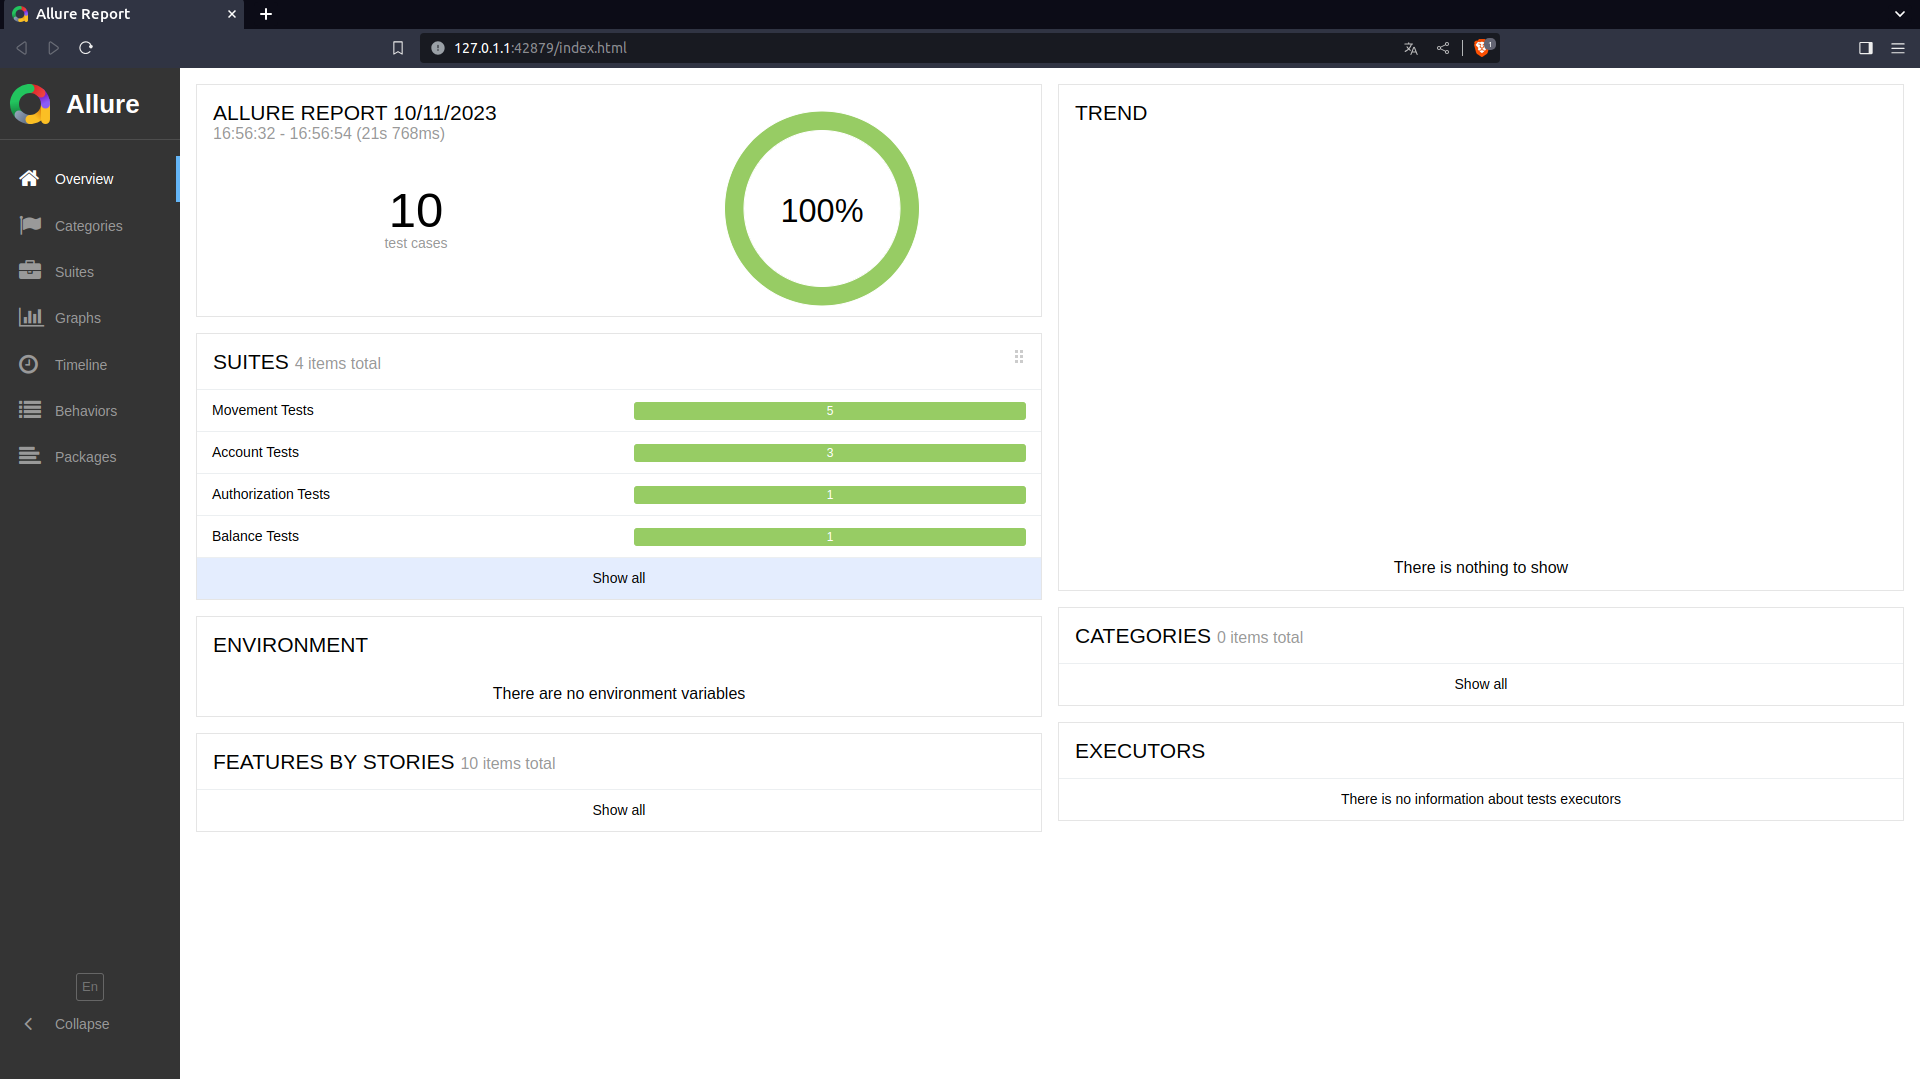 Allure Report
127.0.1.1:42879/index.html
1
Allure
Overview
Categories
Suites
Graphs
Timeline
Behaviors
Packages
En
Collapse
ALLURE REPORT 10/11/2023
16:56:32 - 16:56:54 (21s 768ms)
10
test cases
100%
SUITES 4 items total
Movement Tests 5
Account Tests 3
Authorization Tests 1
Balance Tests 1
Show all
ENVIRONMENT
There are no environment variables
FEATURES BY STORIES 10 items total
Show all
TREND
There is nothing to show
CATEGORIES 0 items total
Show all
EXECUTORS
There is no information about tests executors